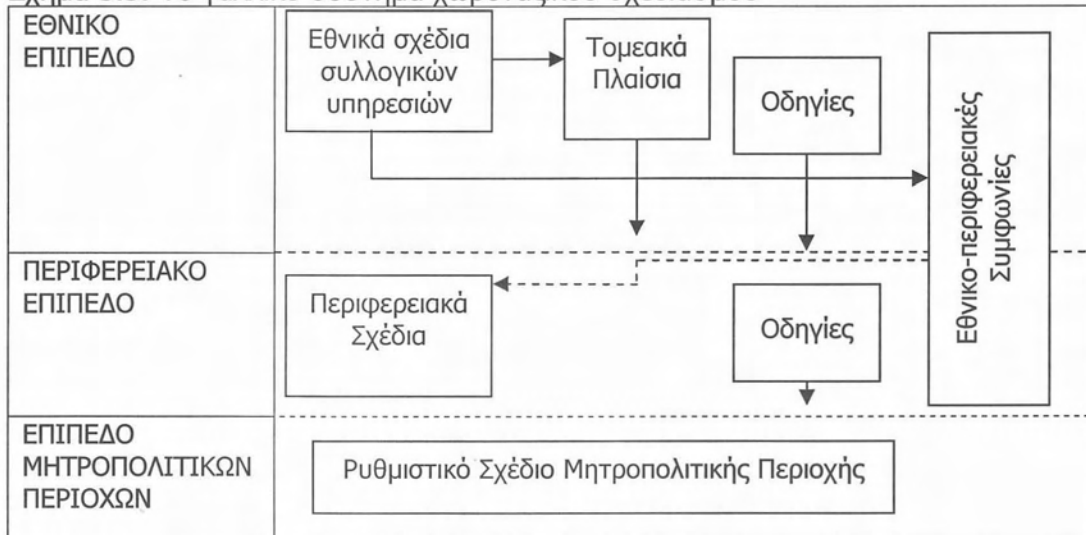 ΕΘΝΙΚΟ
ΕΠΙΠΕΔΟ
Εθνικά σχέδια
συλλογικών
υπηρεσιών
Τομεακά
Πλαίσια
Οδηγίες
Εθνικο-περιφερειακές
Συμφωνίες
ΠΕΡΙΦΕΡΕΙΑΚΟ
ΕΠΙΠΕΔΟ
Περιφερειακά
Σχέδια
Οδηγίες
ΕΠΙΠΕΔΟ
ΜΗΤΡΟΠΟΛΙΤΙΚΩΝ
ΠΕΡΙΟΧΩΝ
Ρυθμιστικό Σχέδιο Μητροπολιτικής Περιοχής